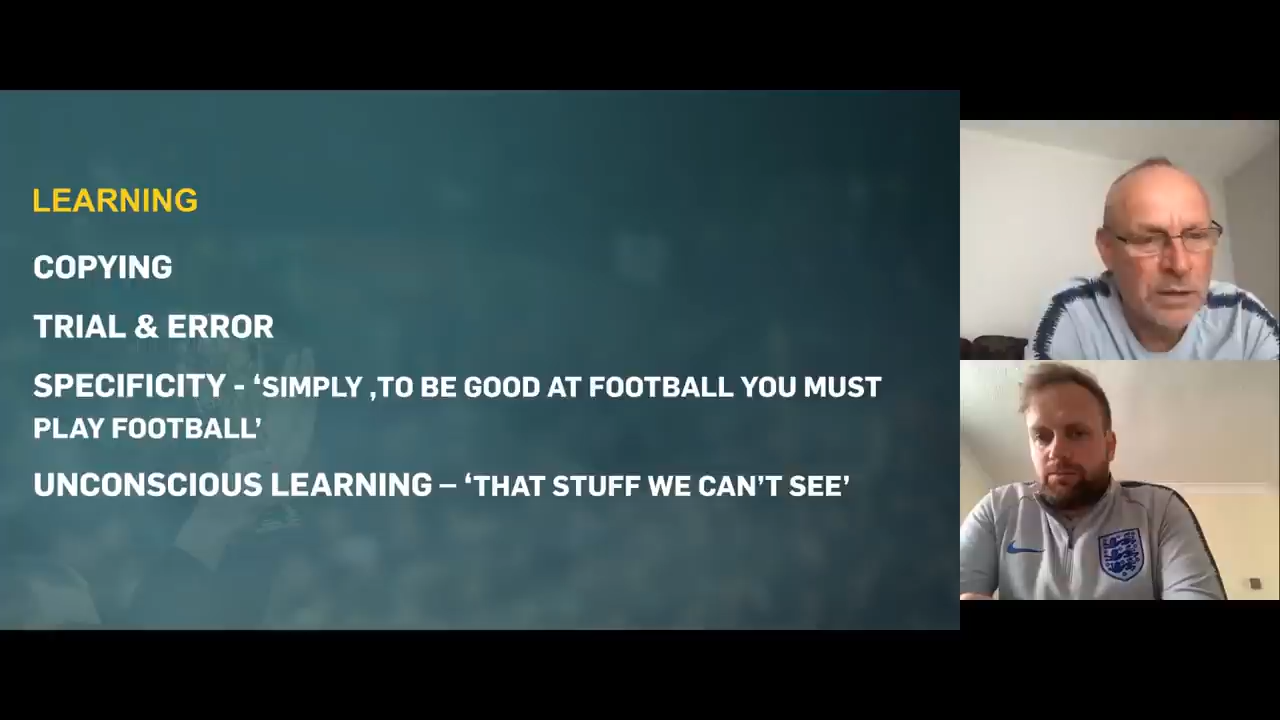 LEARNING
COPYING
TRIAL & ERROR
SPECIFICITY - ‘SIMPLY ,TO BE GOOD AT FOOTBALL YOU MUST
PLAY FOOTBALL’
UNCONSCIOUS LEARNING – ‘THAT STUFF WE CAN’T SEE’